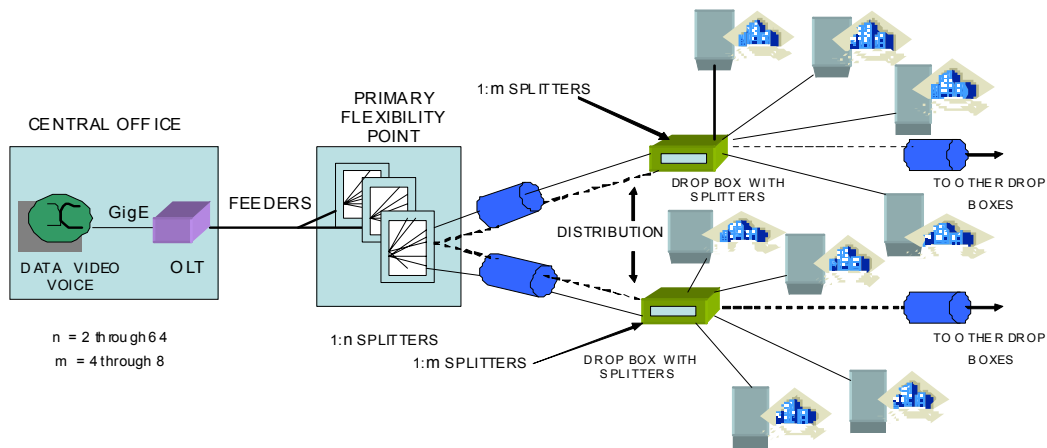 CENTRAL OFFICE
GigE
OLT
DATA VIDEO
VOICE
n = 2 through 64
m = 4 through 8
FEEDERS
PRIMARY
FLEXIBILITY
POINT
1:n SPLITTERS
1:m SPLITTERS
DROP BOX WITH
SPLITTERS
DISTRIBUTION
1:m SPLITTERS
DROP BOX WITH
SPLITTERS
TO OTHER DROP
BOXES
TO OTHER DROP
BOXES